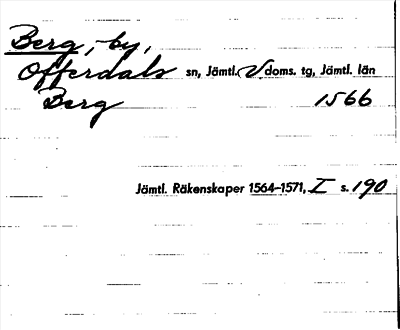 Berg, by,
Offerdals sn, Jämtl. V. doms. tg, Jämtl. län
Berg 1566
Jämtl. Räkenskaper 1564-1571, I s. 190